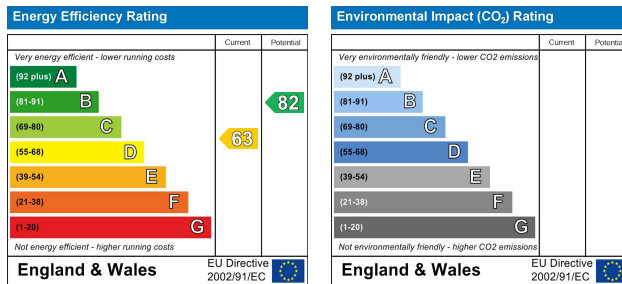 Energy Efficiency Rating
Current Potential
Very energy efficient - lower running costs
(92 plus) A
(81-91) B
82
(69-80) C
63
(55-68) D
(39-54) E
(21-38) F
(1-20) G
Not energy efficient - higher running costs
England & Wales
EU Directive
2002/91/EC
Environmental Impact (CO₂) Rating
Current Potential
Very environmentally friendly - lower CO2 emissions
(92 plus) A
(81-91) B
(69-80) C
(55-68) D
(39-54) E
(21-38) F
(1-20) G
Not environmentally friendly - higher CO2 emissions
England & Wales
EU Directive
2002/91/EC